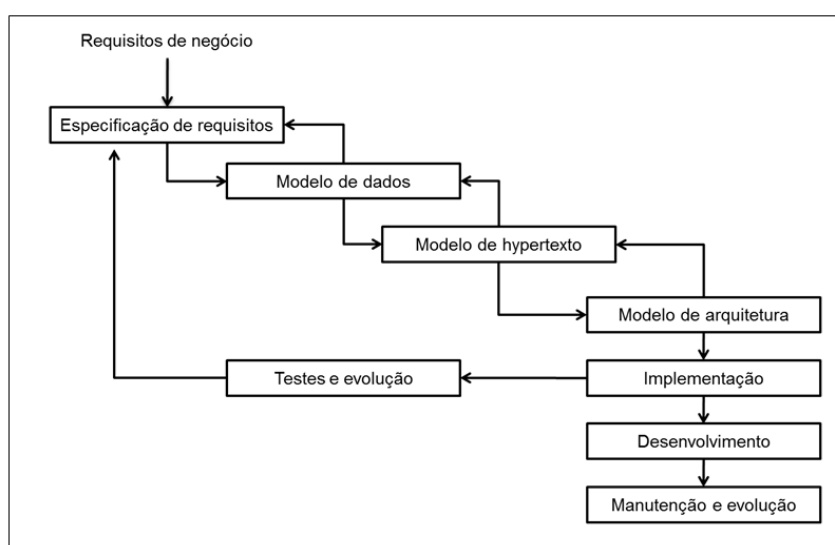 Requisitos de negócio
Especificação de requisitos
Modelo de dados
Modelo de hypertexto
Modelo de arquitetura
Testes e evolução
Implementação
Desenvolvimento
Manutenção e evolução